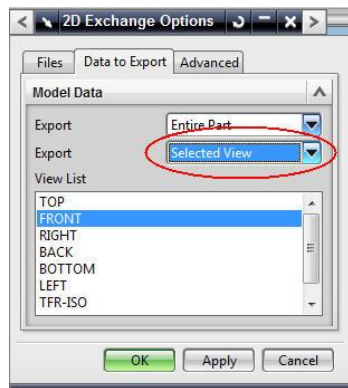 2D Exchange Options
Files Data to Export Advanced
Model Data
Export Entire Part
Export Selected View
View List
TOP
FRONT
RIGHT
BACK
BOTTOM
LEFT
TFR-ISO
OK Apply Cancel